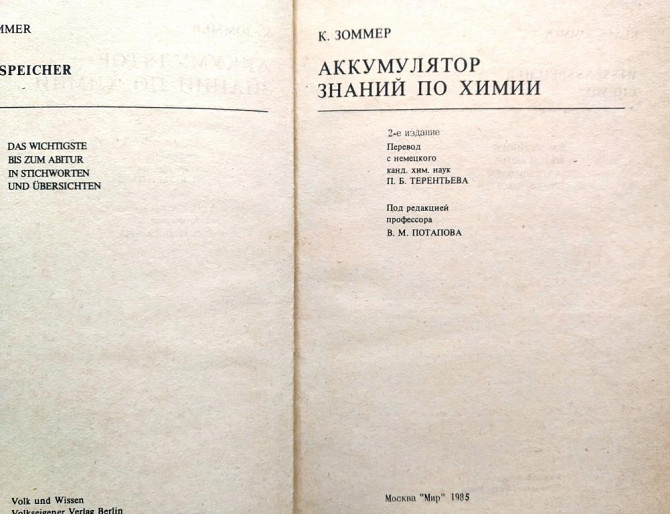 MMER
SPEICHER
DAS WICHTIGSTE
BIS ZUM ABITUR
IN STICHWORTEN
UND ÜBERSICHTEN
Volk und Wissen
Volkseigener Verlag Berlin
К. ЗОММЕР
АККУМУЛЯТОР
ЗНАНИЙ ПО ХИМИИ
2-е издание
Перевод
с немецкого
канд. хим. наук
П. Б. ТЕРЕНТЬЕВА
Под редакцией
профессора
В. М. ПОТАПОВА
Москва "Мир" 1985